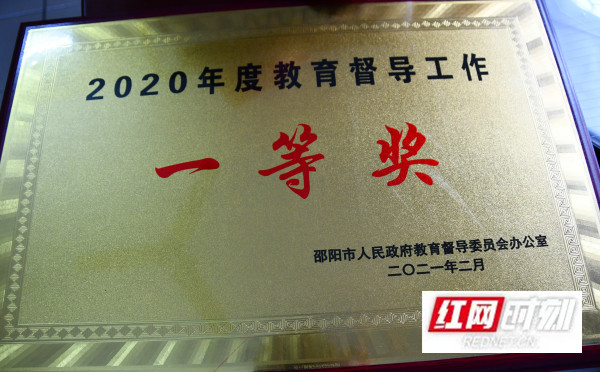 2020年度教育督导工作
一等奖
邵阳市人民政府教育督导委员会办公室
二〇二一年二月
红网时刻
REDNET.CN